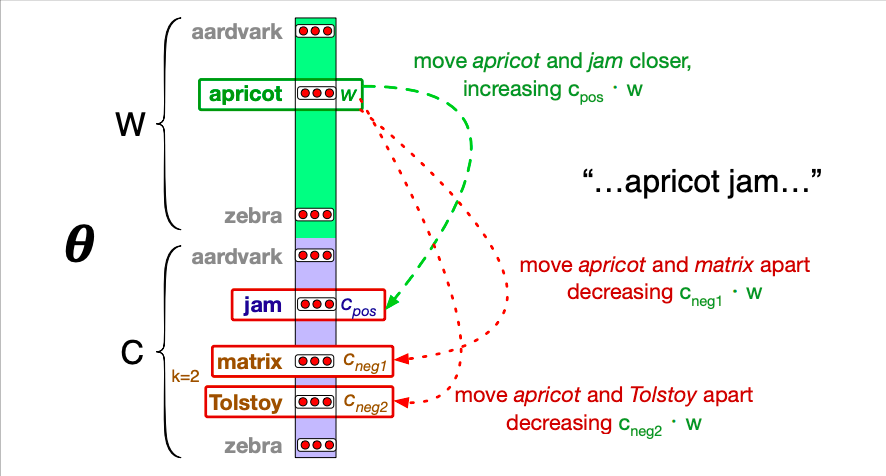 aardvark
move apricot and jam closer,
increasing cpos · w
apricot w
W
“…apricot jam…”
zebra
θ
aardvark
move apricot and matrix apart
decreasing cneg1 · w
jam cpos
C
matrix cneg1
k=2
Tolstoy cneg2
move apricot and Tolstoy apart
decreasing cneg2 · w
zebra